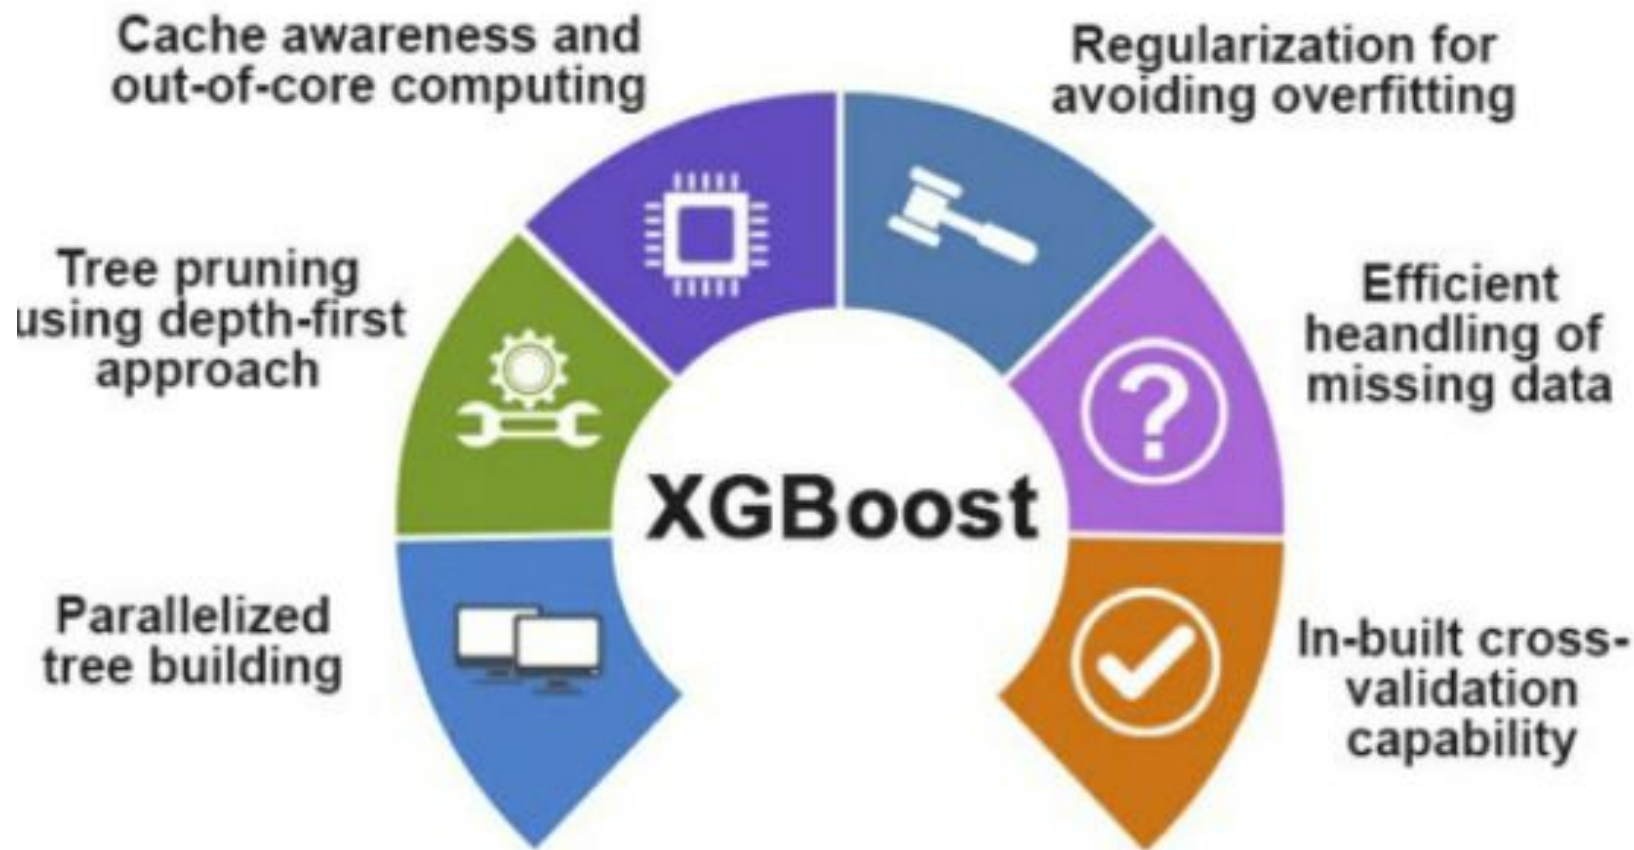 Cache awareness and
out-of-core computing
Regularization for
avoiding overfitting
Tree pruning
using depth-first
approach
Efficient
heandling of
missing data
XGBoost
Parallelized
tree building
In-built cross-
validation
capability